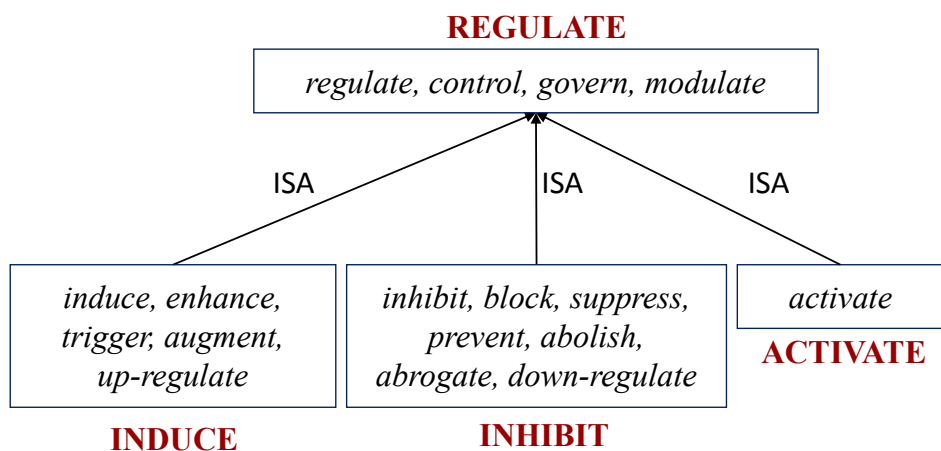 REGULATE
regulate, control, govern, modulate
ISA
ISA
ISA
induce, enhance,
trigger, augment,
up-regulate
INDUCE
inhibit, block, suppress,
prevent, abolish,
abrogate, down-regulate
INHIBIT
activate
ACTIVATE